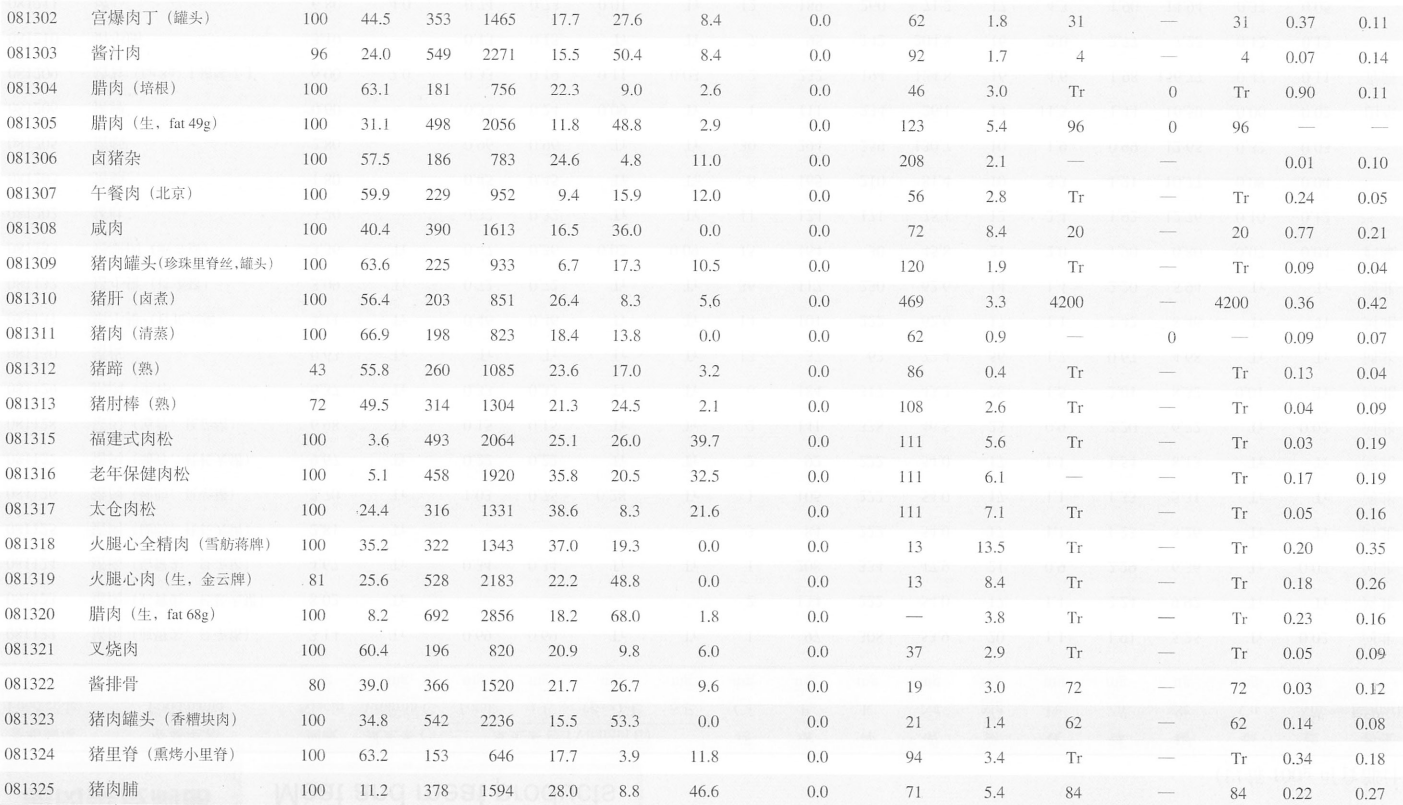 081302 宫爆肉丁（罐头） 100 44.5 353 1465 17.7 27.6 8.4 0.0 62 1.8 31 — 31 0.37 0.11
081303 酱汁肉 96 24.0 549 2271 15.5 50.4 8.4 0.0 92 1.7 4 — 4 0.07 0.14
081304 腊肉（培根） 100 63.1 181 756 22.3 9.0 2.6 0.0 46 3.0 Tr 0 Tr 0.90 0.11
081305 腊肉（生，fat 49g） 100 31.1 498 2056 11.8 48.8 2.9 0.0 123 5.4 96 0 96 — —
081306 卤猪杂 100 57.5 186 783 24.6 4.8 11.0 0.0 208 2.1 — — 0.01 0.10
081307 午餐肉（北京） 100 59.9 229 952 9.4 15.9 12.0 0.0 56 2.8 Tr — Tr 0.24 0.05
081308 咸肉 100 40.4 390 1613 16.5 36.0 0.0 0.0 72 8.4 20 — 20 0.77 0.21
081309 猪肉罐头(珍珠里脊丝,罐头) 100 63.6 225 933 6.7 17.3 10.5 0.0 120 1.9 Tr — Tr 0.09 0.04
081310 猪肝（卤煮） 100 56.4 203 851 26.4 8.3 5.6 0.0 469 3.3 4200 — 4200 0.36 0.42
081311 猪肉（清蒸） 100 66.9 198 823 18.4 13.8 0.0 0.0 62 0.9 — 0 — 0.09 0.07
081312 猪蹄（熟） 43 55.8 260 1085 23.6 17.0 3.2 0.0 86 0.4 Tr — Tr 0.13 0.04
081313 猪肘棒（熟） 72 49.5 314 1304 21.3 24.5 2.1 0.0 108 2.6 Tr — Tr 0.04 0.09
081315 福建式肉松 100 3.6 493 2064 25.1 26.0 39.7 0.0 111 5.6 Tr — Tr 0.03 0.19
081316 老年保健肉松 100 5.1 458 1920 35.8 20.5 32.5 0.0 111 6.1 — — Tr 0.17 0.19
081317 太仓肉松 100 24.4 316 1331 38.6 8.3 21.6 0.0 111 7.1 Tr — Tr 0.05 0.16
081318 火腿心全精肉（雪舫蒋牌） 100 35.2 322 1343 37.0 19.3 0.0 0.0 13 13.5 Tr — Tr 0.20 0.35
081319 火腿心肉（生，金云牌） 81 25.6 528 2183 22.2 48.8 0.0 0.0 13 8.4 Tr — Tr 0.18 0.26
081320 腊肉（生，fat 68g） 100 8.2 692 2856 18.2 68.0 1.8 0.0 — 3.8 Tr — Tr 0.23 0.16
081321 叉烧肉 100 60.4 196 820 20.9 9.8 6.0 0.0 37 2.9 Tr — Tr 0.05 0.09
081322 酱排骨 80 39.0 366 1520 21.7 26.7 9.6 0.0 19 3.0 72 — 72 0.03 0.12
081323 猪肉罐头（香糟块肉） 100 34.8 542 2236 15.5 53.3 0.0 0.0 21 1.4 62 — 62 0.14 0.08
081324 猪里脊（熏烤小里脊） 100 63.2 153 646 17.7 3.9 11.8 0.0 94 3.4 Tr — Tr 0.34 0.18
081325 猪肉脯 100 11.2 378 1594 28.0 8.8 46.6 0.0 71 5.4 84 — 84 0.22 0.27